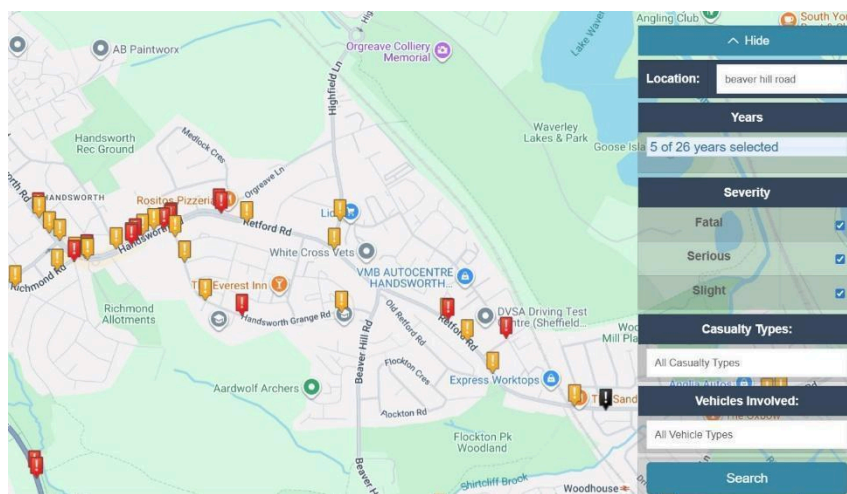 Angling Club
South Yo
AB Paintworx
Orgreave Colliery
Memorial
Highfield Ln
Lake Waver
Waverley
Lakes & Park
Goose Isla
Handsworth
Rec Ground
Medlock Cres
Orgreave Ln
HANDSWORTH
Rositos Pizzeria
Lidl
Retford Rd
Handsworth Rd
Richmond Rd
White Cross Vets
VMB AUTOCENTRE
HANDSWORTH...
Richmond
Allotments
Everest Inn
Handsworth Grange Rd
Old Retford Rd
Retford Rd
DVSA Driving Test
Centre (Sheffield...
Beaver Hill Rd
Flockton Cres
Express Worktops
Aardwolf Archers
Flockton Rd
Flockton Pk
Woodland
Beaver Hill Rd
Shirtcliff Brook
Woodhouse
Hide
Location:
beaver hill road
Years
5 of 26 years selected
Severity
Fatal
Serious
Slight
Casualty Types:
All Casualty Types
Vehicles Involved:
All Vehicle Types
Search